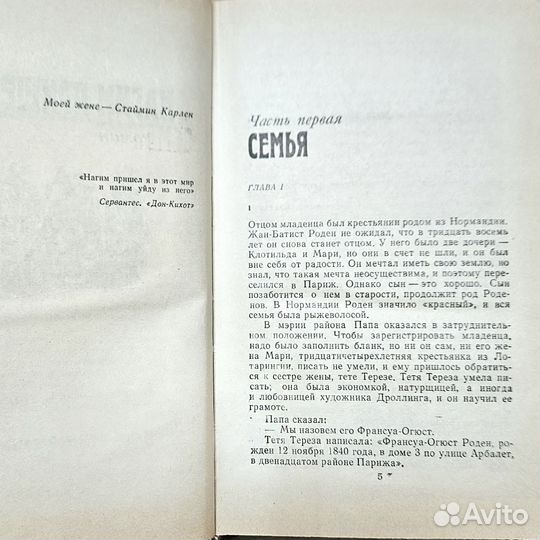 Моей жене — Стаймин Карлен
«Нагим пришел я в этот мир
и нагим уйду из него»
Сервантес. «Дон-Кихот»
Часть первая
СЕМЬЯ
ГЛАВА I
1
Отцом младенца был крестьянин родом из Нормандии.
Жан-Батист Роден не ожидал, что в тридцать восемь
лет он снова станет отцом. У него было две дочери —
Клотильда и Мари, но они в счет не шли, и он был
вне себя от радости. Он мечтал иметь свою землю, но
знал, что такая мечта неосуществима, и поэтому пере-
селился в Париж. Однако сын — это хорошо. Сын
позаботится о нем в старости, продолжит род Роде-
нов. В Нормандии Роден значило «красный», и вся
семья была рыжеволосой.
В мэрии района Папа оказался в затруднитель-
ном положении. Чтобы зарегистрировать младенца,
надо было заполнить бланк, но ни он сам, ни его же-
на Мари, тридцатичетырехлетняя крестьянка из Ло-
тарингии, писать не умели, и ему пришлось обратить-
ся к сестре жены, тете Терезе. Тетя Тереза умела пи-
сать; она была экономкой, натурщицей, а иногда
и любовницей художника Дроллинга, и он научил ее
грамоте.
Папа сказал:
— Мы назовем его Франсуа-Огюст.
Тетя Тереза написала: «Франсуа-Огюст Роден, рож-
ден 12 ноября 1840 года, в доме 3 по улице Арбалет,
в двенадцатом районе Парижа».
5
Avito